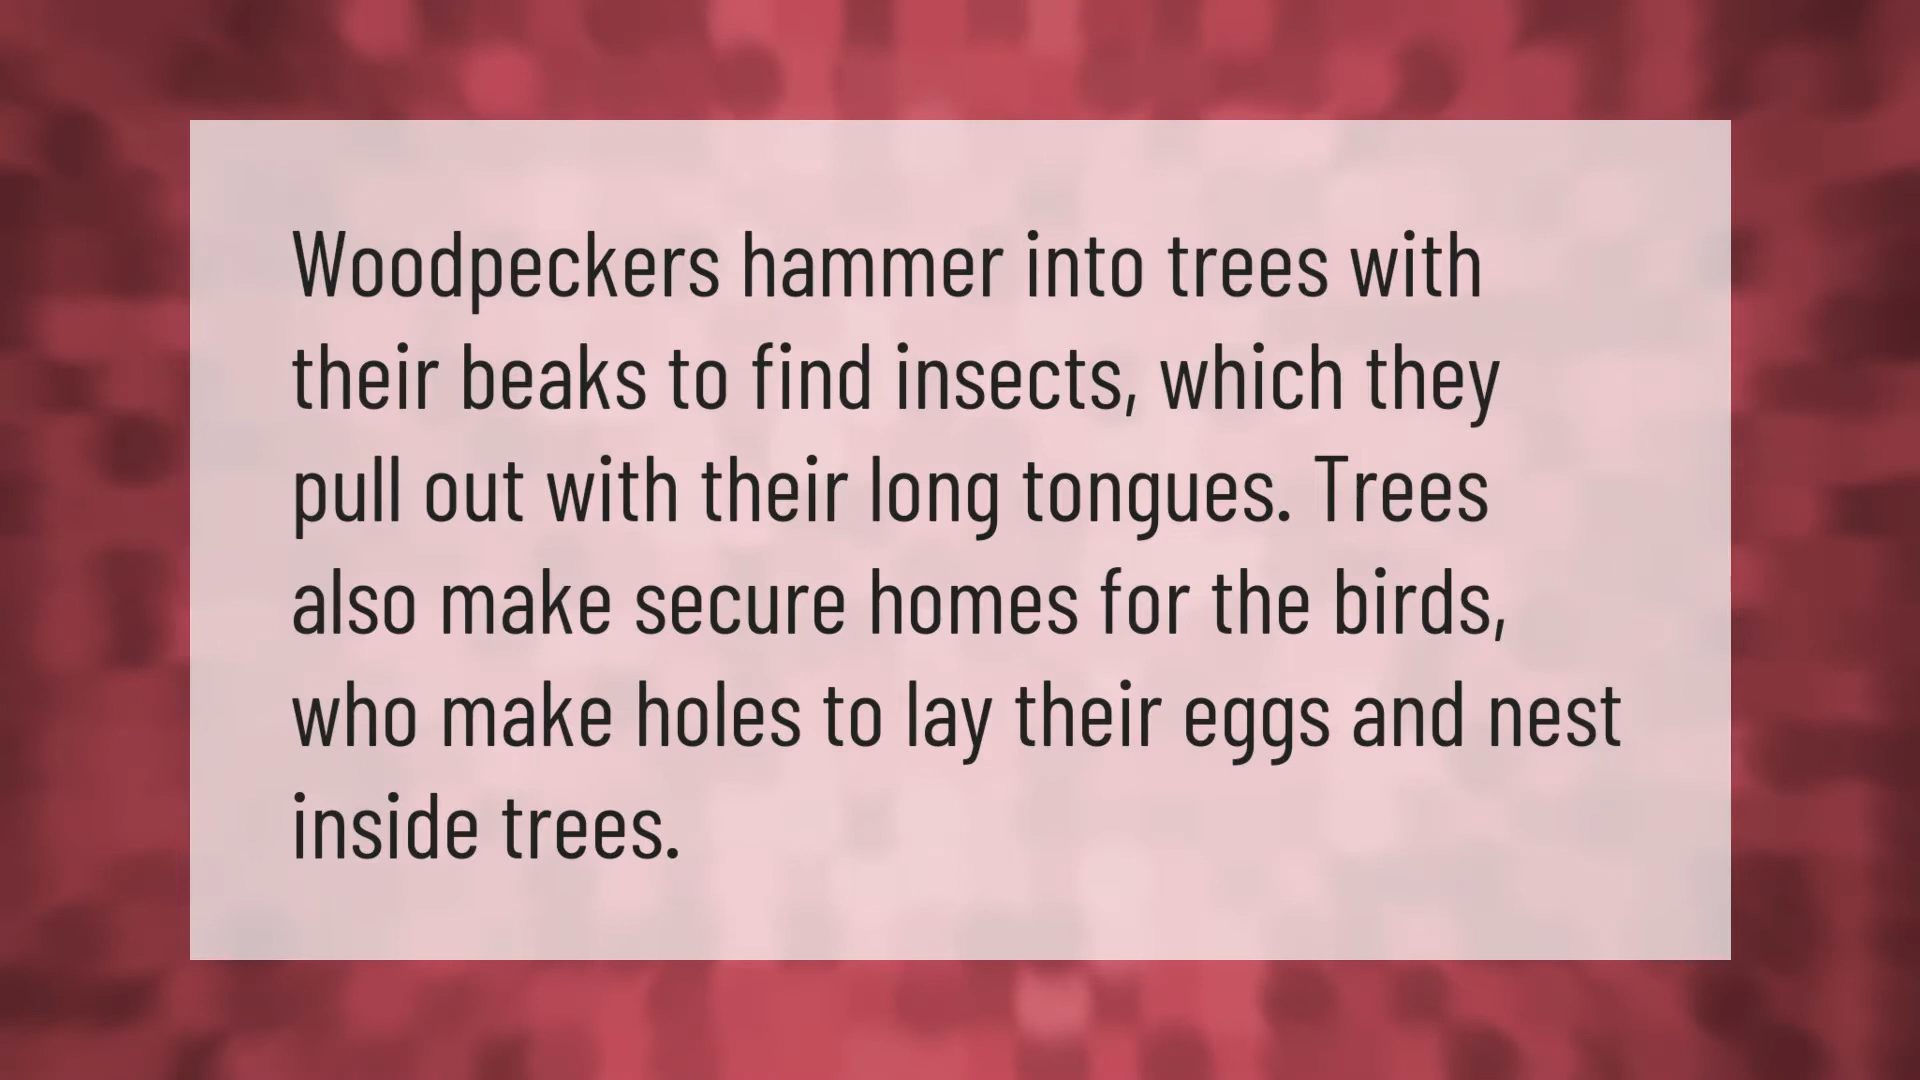 Woodpeckers hammer into trees with
their beaks to find insects, which they
pull out with their long tongues. Trees
also make secure homes for the birds,
who make holes to lay their eggs and nest
inside trees.